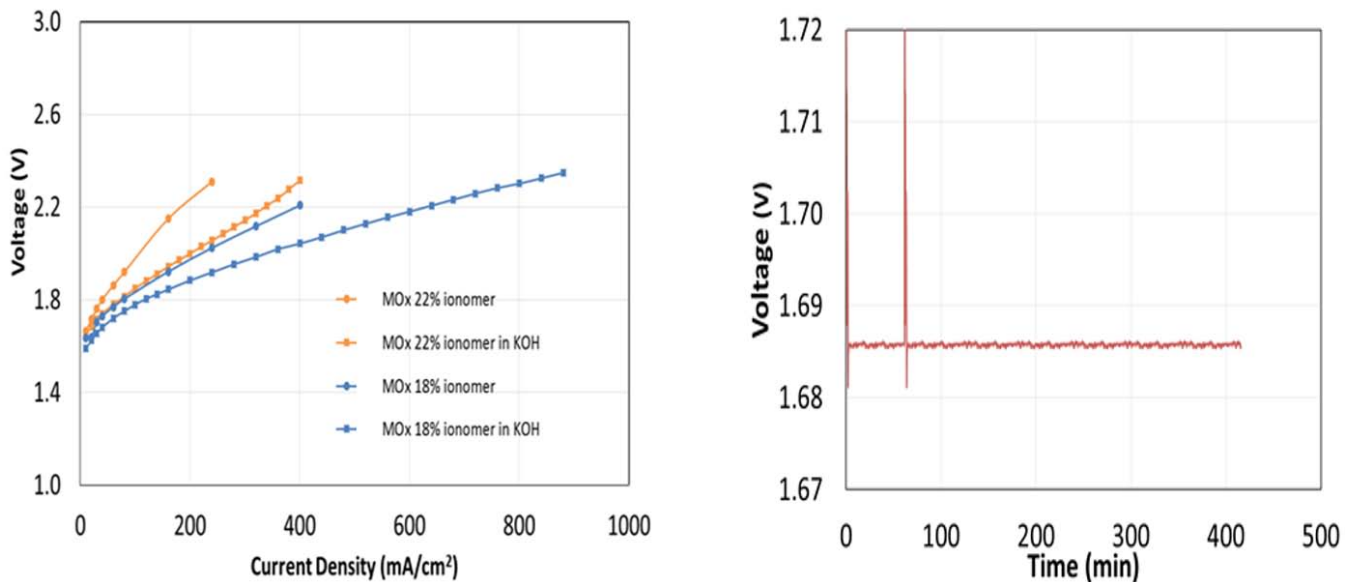 3.0
2.6
2.2
1.8
1.4
1.0
Voltage (V)
MOx 22% ionomer
MOx 22% ionomer in KOH
MOx 18% ionomer
MOx 18% ionomer in KOH
0 200 400 600 800 1000
Current Density (mA/cm²)
1.72
1.71
1.70
1.69
1.68
1.67
Voltage (V)
0 100 200 300 400 500
Time (min)